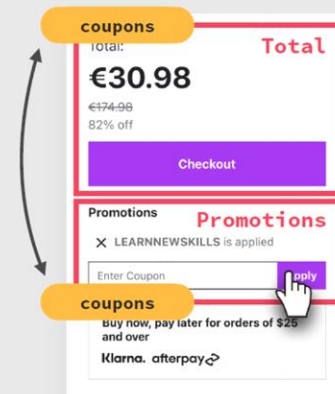 coupons
Total:
Total
€30.98
€174.98
82% off
Checkout
Promotions
Promotions
LEARNNEWSKILLS is applied
Enter Coupon
pply
coupons
Buy now, pay later for orders of $25
and over
Klarna. afterpay